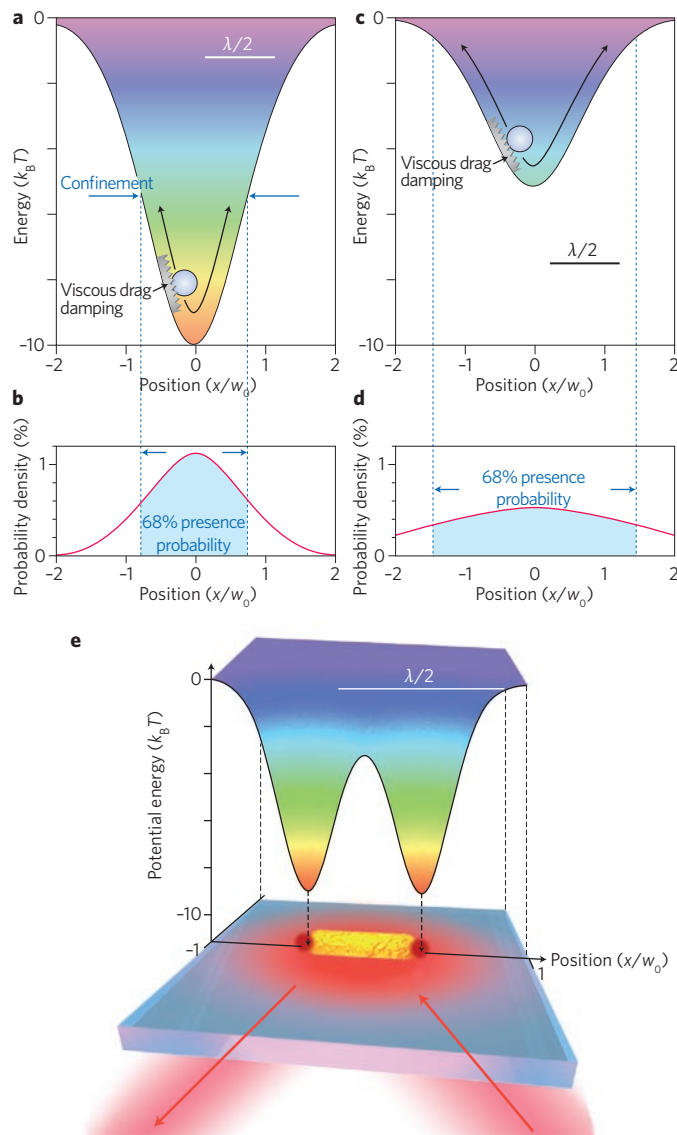 a
0
λ/2
Energy (k_BT)
Confinement
Viscous drag
damping
–10
–2
–1
0
1
2
Position (x/w₀)
c
0
λ/2
Energy (k_BT)
Viscous drag
damping
–10
–2
–1
0
1
2
Position (x/w₀)
b
Probability density (%)
1
0
68% presence
probability
–2
–1
0
1
2
Position (x/w₀)
d
Probability density (%)
1
0
68% presence
probability
–2
–1
0
1
2
Position (x/w₀)
e
0
λ/2
Potential energy (k_BT)
–10
–1
Position (x/w₀)
1